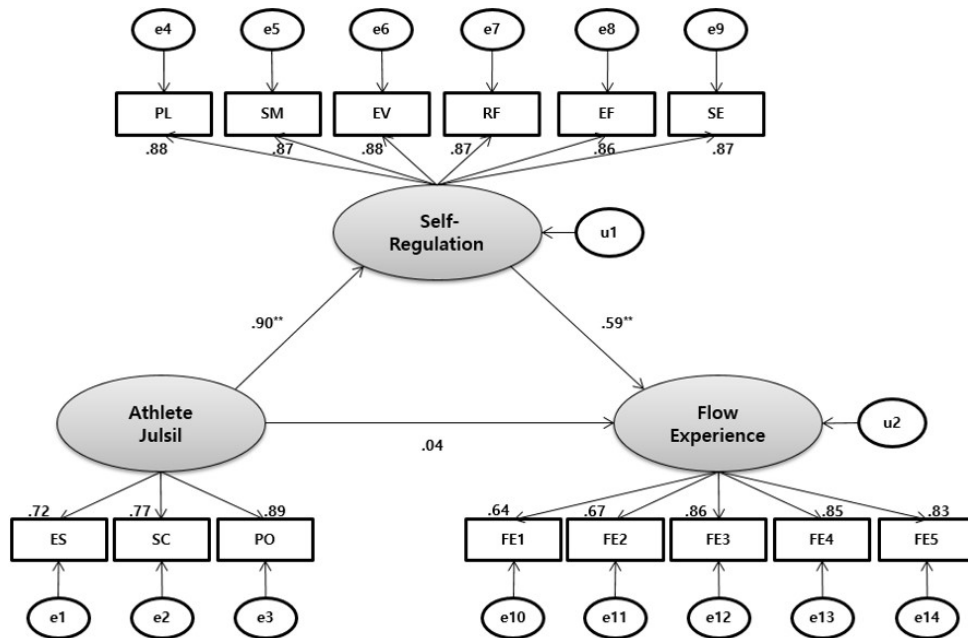 e4 e5 e6 e7 e8 e9
PL SM EV RF EF SE
.88 .87 .88 .87 .86 .87
Self-
Regulation
u1
.90**
.59**
Athlete
Julsil
Flow
Experience
u2
.04
.72 .77 .89 .64 .67 .86 .85 .83
ES SC PO FE1 FE2 FE3 FE4 FE5
e1 e2 e3 e10 e11 e12 e13 e14